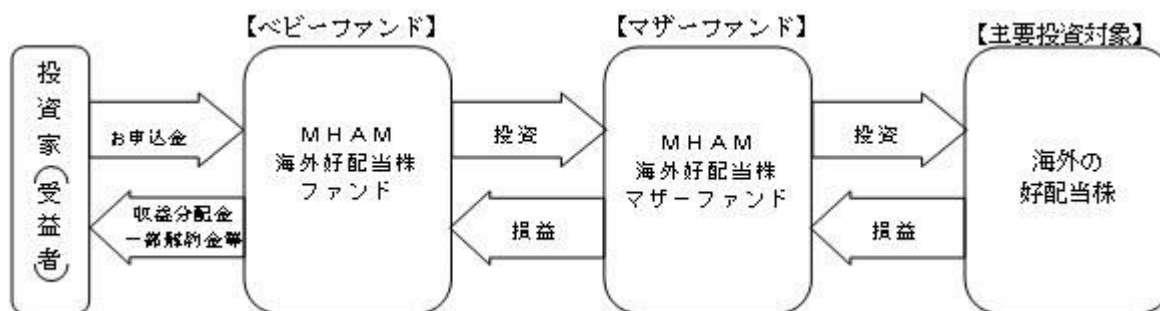 【ベビーファンド】
【マザーファンド】
【主要投資対象】
投資家(受益者)
お申込金
収益分配金
一部解約金等
MHAM
海外好配当株
ファンド
投資
損益
MHAM
海外好配当株
マザーファンド
投資
損益
海外の
好配当株